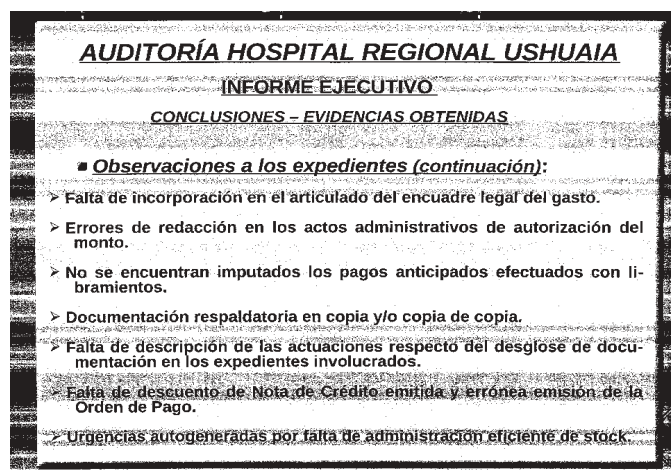 AUDITORÍA HOSPITAL REGIONAL USHUAIA
INFORME EJECUTIVO
CONCLUSIONES – EVIDENCIAS OBTENIDAS
Observaciones a los expedientes (continuación):
➢ Falta de incorporación en el articulado del encuadre legal del gasto.
➢ Errores de redacción en los actos administrativos de autorización del
monto.
➢ No se encuentran imputados los pagos anticipados efectuados con li-
bramientos.
➢ Documentación respaldatoria en copia y/o copia de copia.
➢ Falta de descripción de las actuaciones respecto del desglose de docu-
mentación en los expedientes involucrados.
➢ Falta de descuento de Nota de Crédito emitida y errónea emisión de la
Orden de Pago.
➢ Urgencias autogeneradas por falta de administración eficiente de stock.